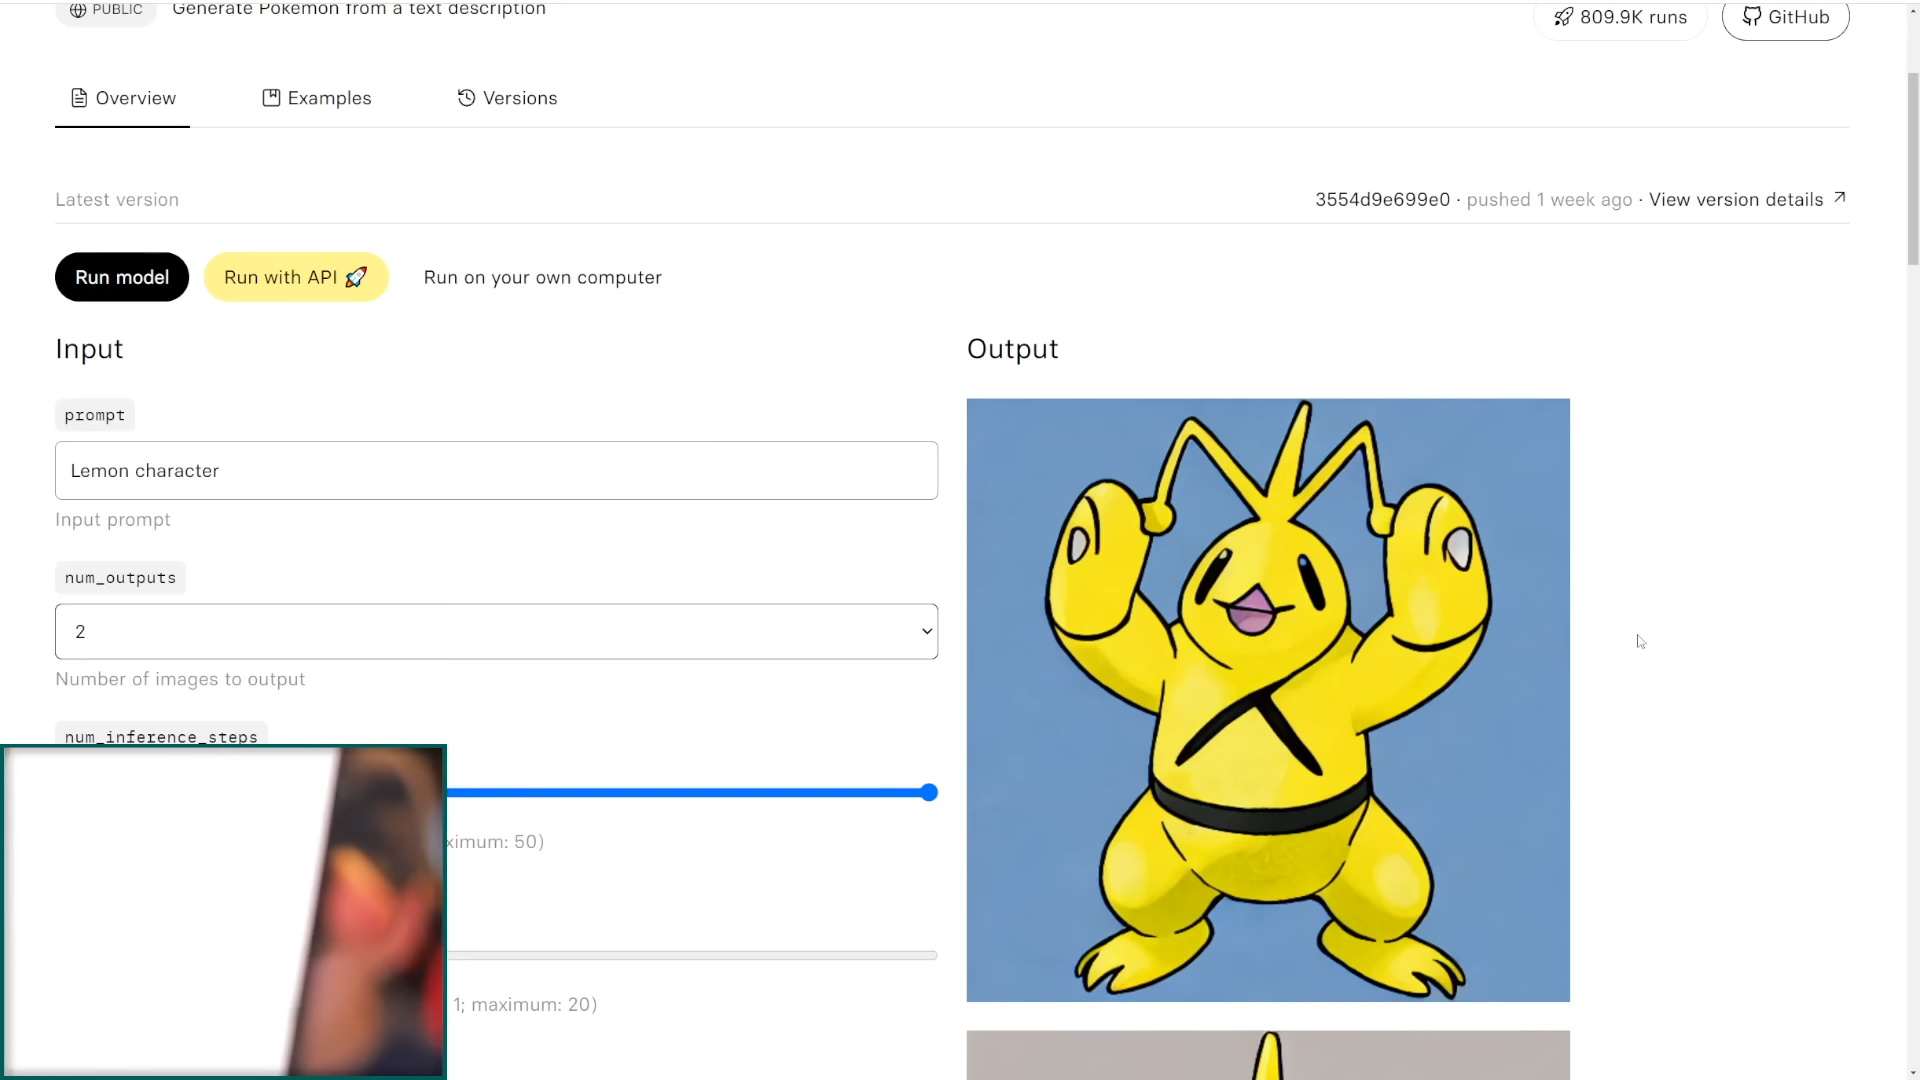 PUBLIC Generate Pokémon from a text description
809.9K runs GitHub
Overview Examples Versions
Latest version 3554d9e699e0 · pushed 1 week ago · View version details
Run model Run with API 🚀 Run on your own computer
Input
Output
prompt
Lemon character
Input prompt
num_outputs
2
Number of images to output
num_inference_steps
ximum: 50)
1; maximum: 20)